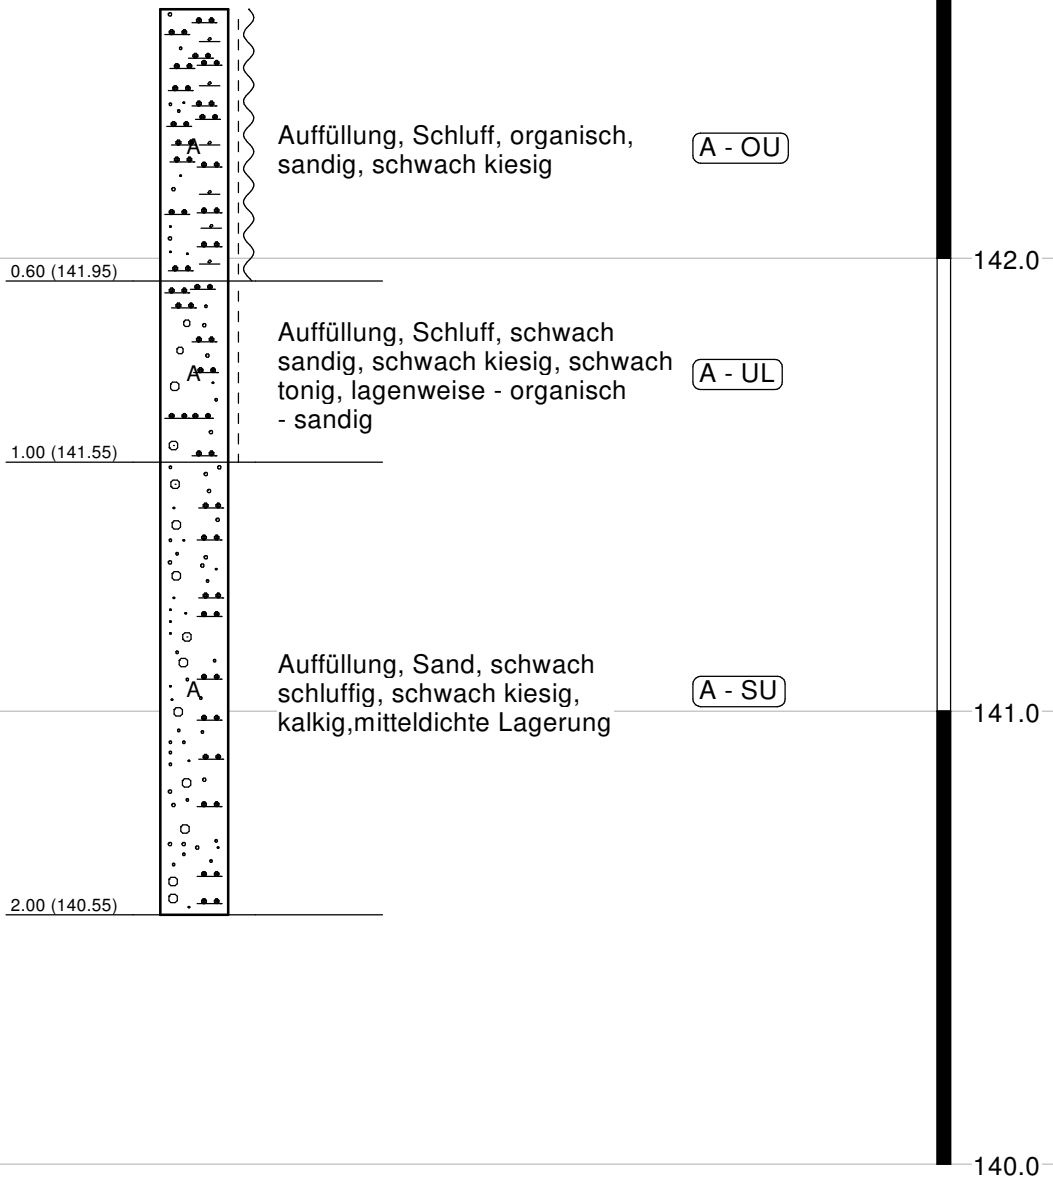 A
Auffüllung, Schluff, organisch,
sandig, schwach kiesig
A - OU
142.0
0.60 (141.95)
Auffüllung, Schluff, schwach
sandig, schwach kiesig, schwach
tonig, lagenweise - organisch
- sandig
A
A - UL
1.00 (141.55)
Auffüllung, Sand, schwach
schluffig, schwach kiesig,
kalkig,mitteldichte Lagerung
A
A - SU
141.0
2.00 (140.55)
140.0